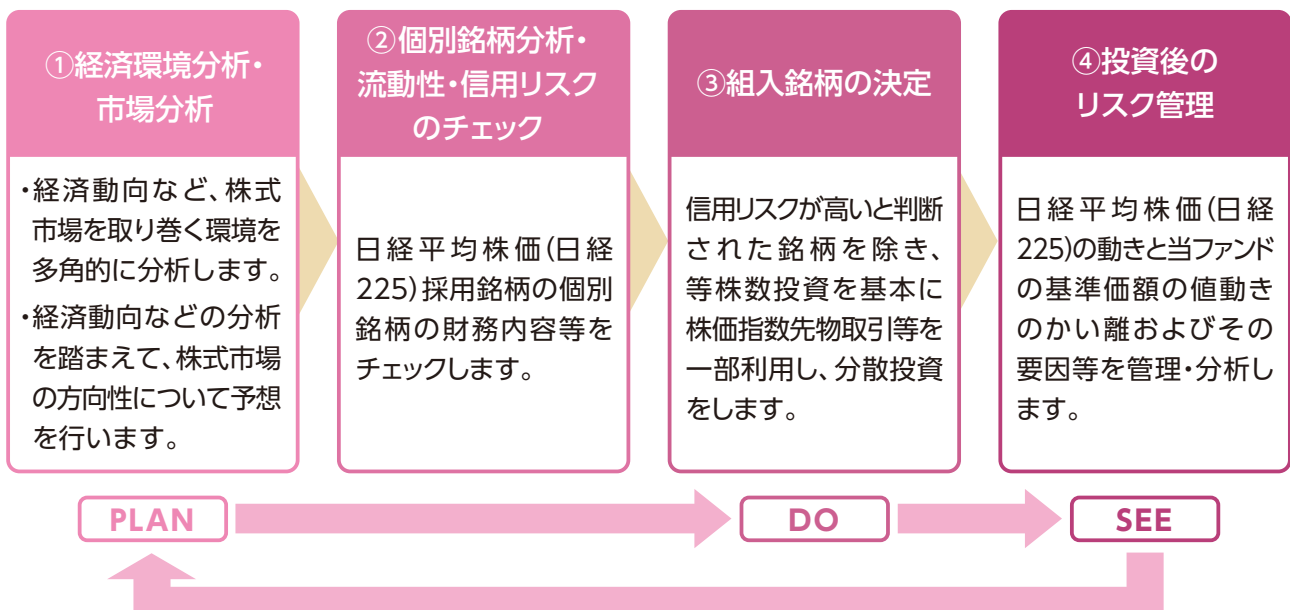 ①経済環境分析・
市場分析
・経済動向など、株式
市場を取り巻く環境を
多角的に分析します。
・経済動向などの分析
を踏まえて、株式市場
の方向性について予想
を行います。
②個別銘柄分析・
流動性・信用リスク
のチェック
日経平均株価(日経
225)採用銘柄の個別
銘柄の財務内容等を
チェックします。
③組入銘柄の決定
信用リスクが高いと判断
された銘柄を除き、
等株数投資を基本に
株価指数先物取引等を
一部利用し、分散投資
をします。
④投資後の
リスク管理
日経平均株価(日経
225)の動きと当ファンド
の基準価額の値動き
のかい離およびその
要因等を管理・分析し
ます。
PLAN
DO
SEE